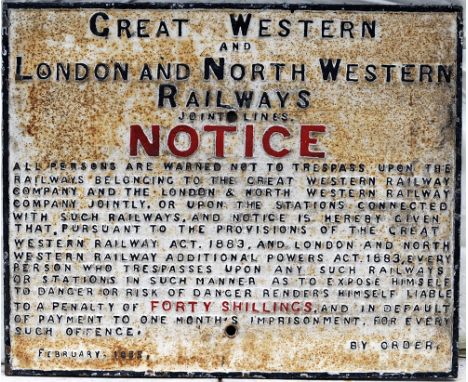 GREAT WESTERN
AND
LONDON AND NORTH WESTERN
RAILWAYS
JOINT LINES.
NOTICE
ALL PERSONS ARE WARNED NOT TO TRESPASS UPON THE
RAILWAYS BELONGING TO THE GREAT WESTERN RAILWAY
COMPANY AND THE LONDON & NORTH WESTERN RAILWAY
COMPANY JOINTLY, OR UPON THE STATIONS CONNECTED
WITH SUCH RAILWAYS, AND NOTICE IS HEREBY GIVEN
THAT, PURSUANT TO THE PROVISIONS OF THE GREAT
WESTERN RAILWAY ACT. 1883, AND LONDON AND NORTH
WESTERN RAILWAY ADDITIONAL POWERS ACT. 1883, EVERY
PERSON WHO TRESPASSES UPON ANY SUCH RAILWAYS
OR STATIONS IN SUCH MANNER AS TO EXPOSE HIMSELF
TO DANGER OR RISK OF DANGER RENDERS HIMSELF LIABLE
TO A PENALTY OF FORTY SHILLINGS, AND IN DEFAULT
OF PAYMENT TO ONE MONTH'S IMPRISONMENT, FOR EVERY
SUCH OFFENCE.
BY ORDER.
FEBRUARY.